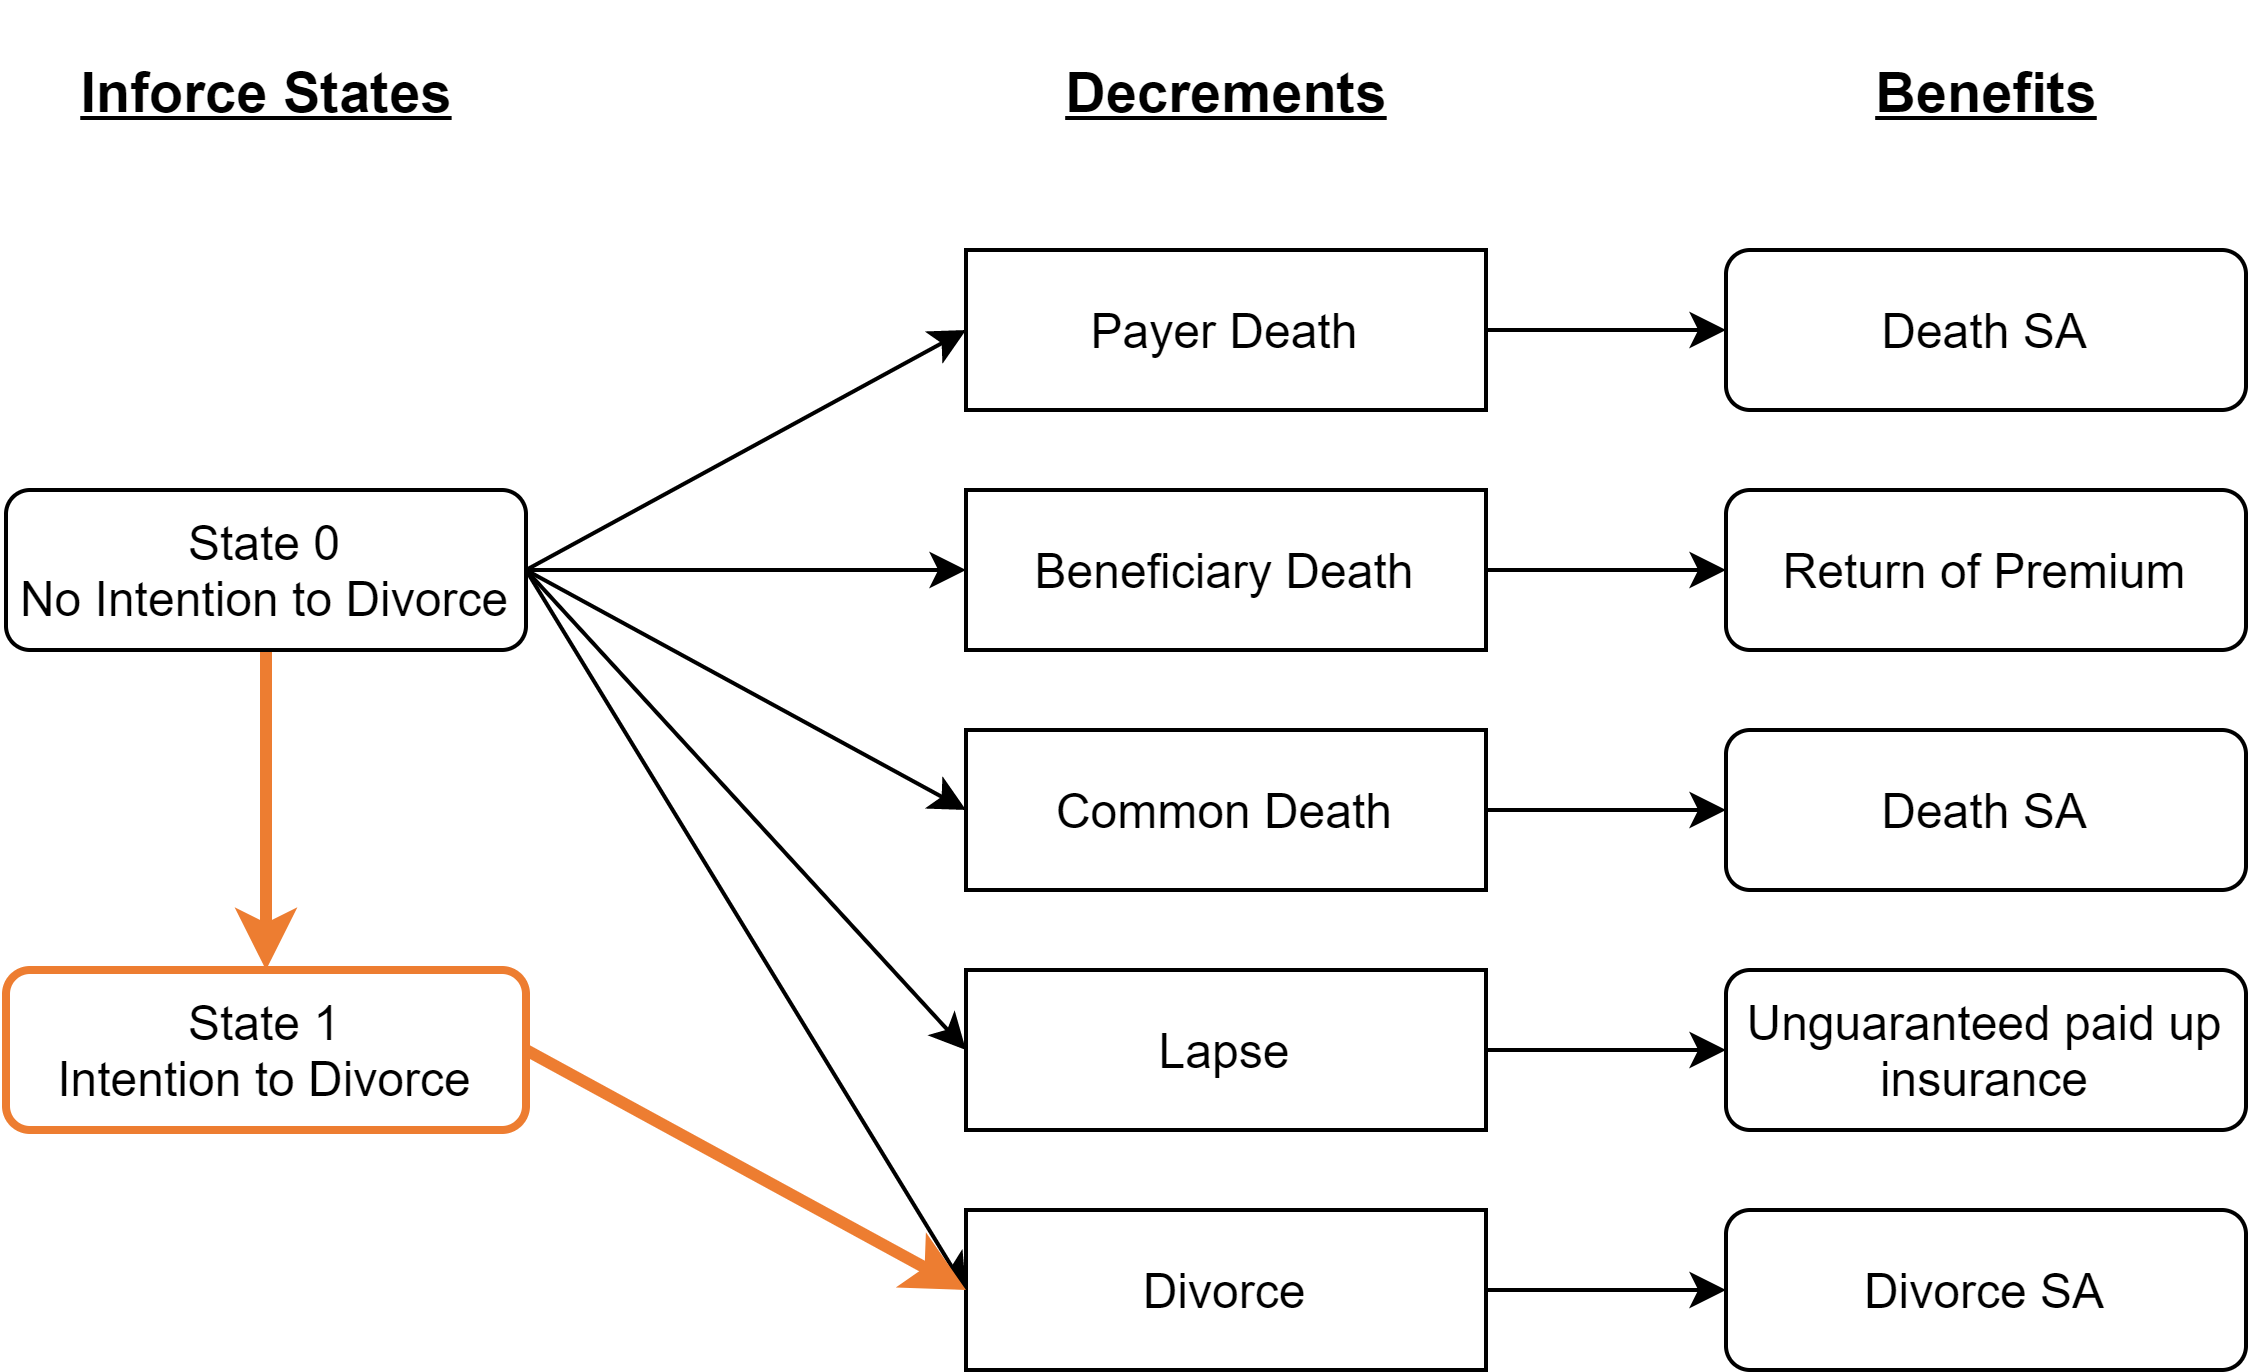 Inforce States
Decrements
Benefits
Payer Death
Death SA
State 0
No Intention to Divorce
Beneficiary Death
Return of Premium
Common Death
Death SA
State 1
Intention to Divorce
Lapse
Unguaranteed paid up
insurance
Divorce
Divorce SA